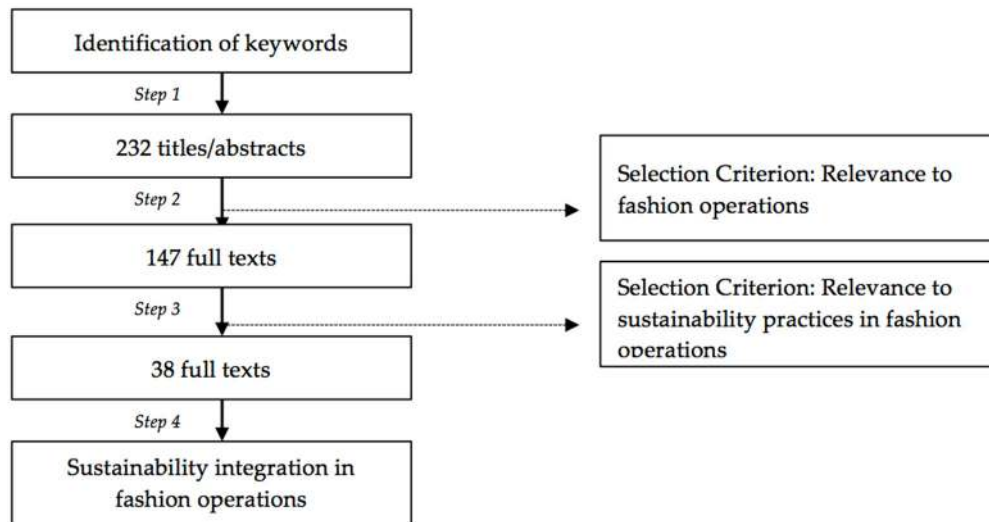 Identification of keywords
Step 1
232 titles/abstracts
Step 2
Selection Criterion: Relevance to
fashion operations
147 full texts
Step 3
Selection Criterion: Relevance to
sustainability practices in fashion
operations
38 full texts
Step 4
Sustainability integration in
fashion operations